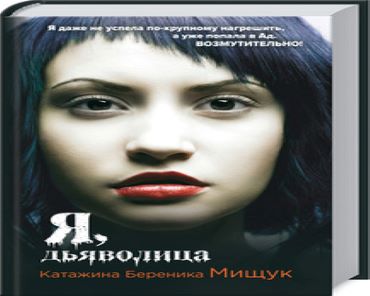 Я даже не успела по-крупному нагрешить,
а уже попала в Ад.
ВОЗМУТИТЕЛЬНО!
Я,
дьяволица
Катажина Береника Мищук